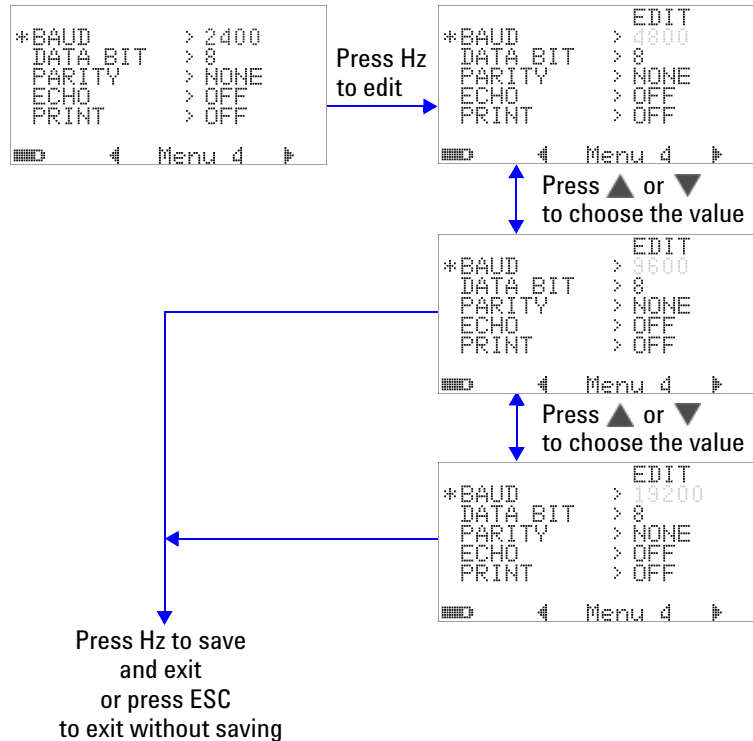 *BAUD > 2400
DATA BIT > 8
PARITY > NONE
ECHO > OFF
PRINT > OFF
Menu 4
Press Hz
to edit
EDIT
*BAUD > 4800
DATA BIT > 8
PARITY > NONE
ECHO > OFF
PRINT > OFF
Menu 4
Press ▲ or ▼
to choose the value
EDIT
*BAUD > 9600
DATA BIT > 8
PARITY > NONE
ECHO > OFF
PRINT > OFF
Menu 4
Press ▲ or ▼
to choose the value
EDIT
*BAUD > 19200
DATA BIT > 8
PARITY > NONE
ECHO > OFF
PRINT > OFF
Menu 4
Press Hz to save
and exit
or press ESC
to exit without saving